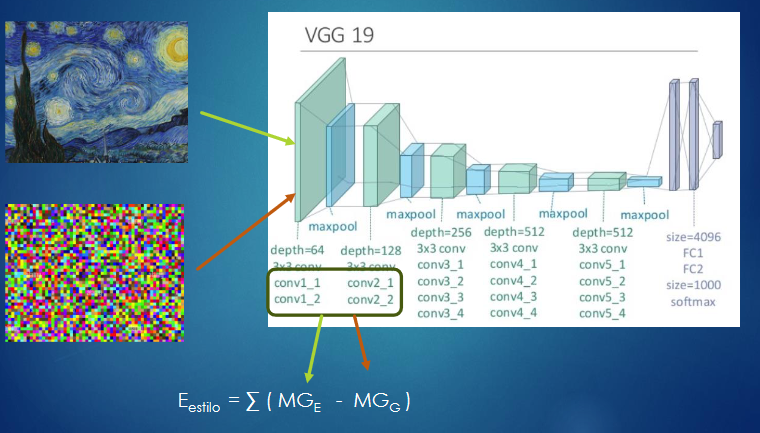 VGG 19
maxpool
maxpool
maxpool
maxpool
maxpool
depth=64
3x3 conv
conv1_1
conv1_2
depth=128
3x3 conv
conv2_1
conv2_2
depth=256
3x3 conv
conv3_1
conv3_2
conv3_3
conv3_4
depth=512
3x3 conv
conv4_1
conv4_2
conv4_3
conv4_4
depth=512
3x3 conv
conv5_1
conv5_2
conv5_3
conv5_4
size=4096
FC1
FC2
size=1000
softmax
Eestilo = ∑ ( MGE - MGG )